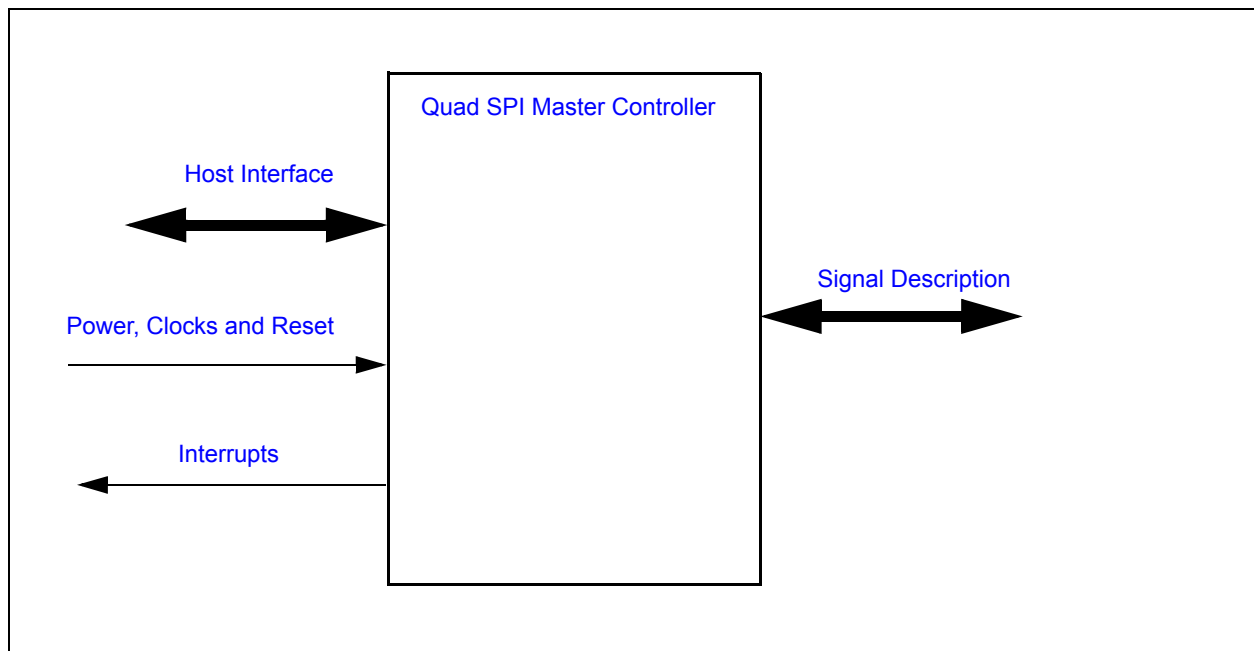 Quad SPI Master Controller
Host Interface
Signal Description
Power, Clocks and Reset
Interrupts